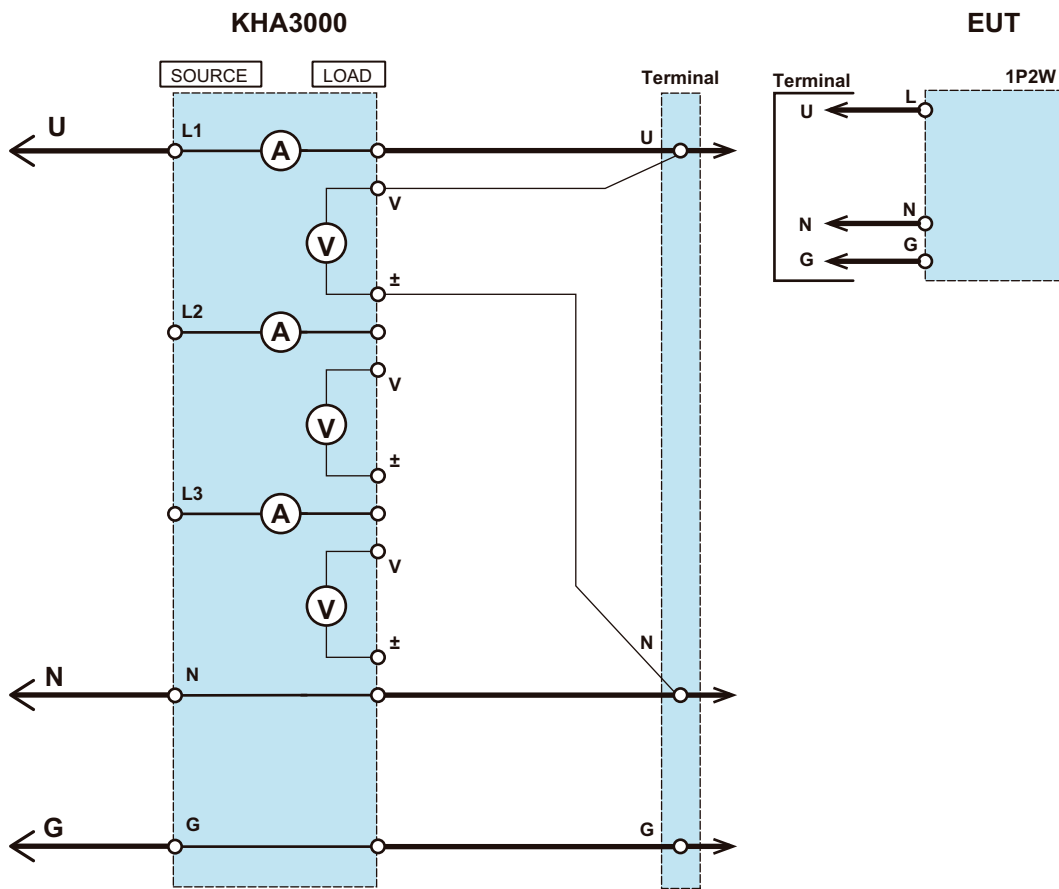 KHA3000
EUT
SOURCE
LOAD
Terminal
Terminal
1P2W
U
L1
A
U
V
V
±
L2
A
V
V
±
L3
A
V
V
±
N
N
N
G
G
G
U
L
N
N
G
G